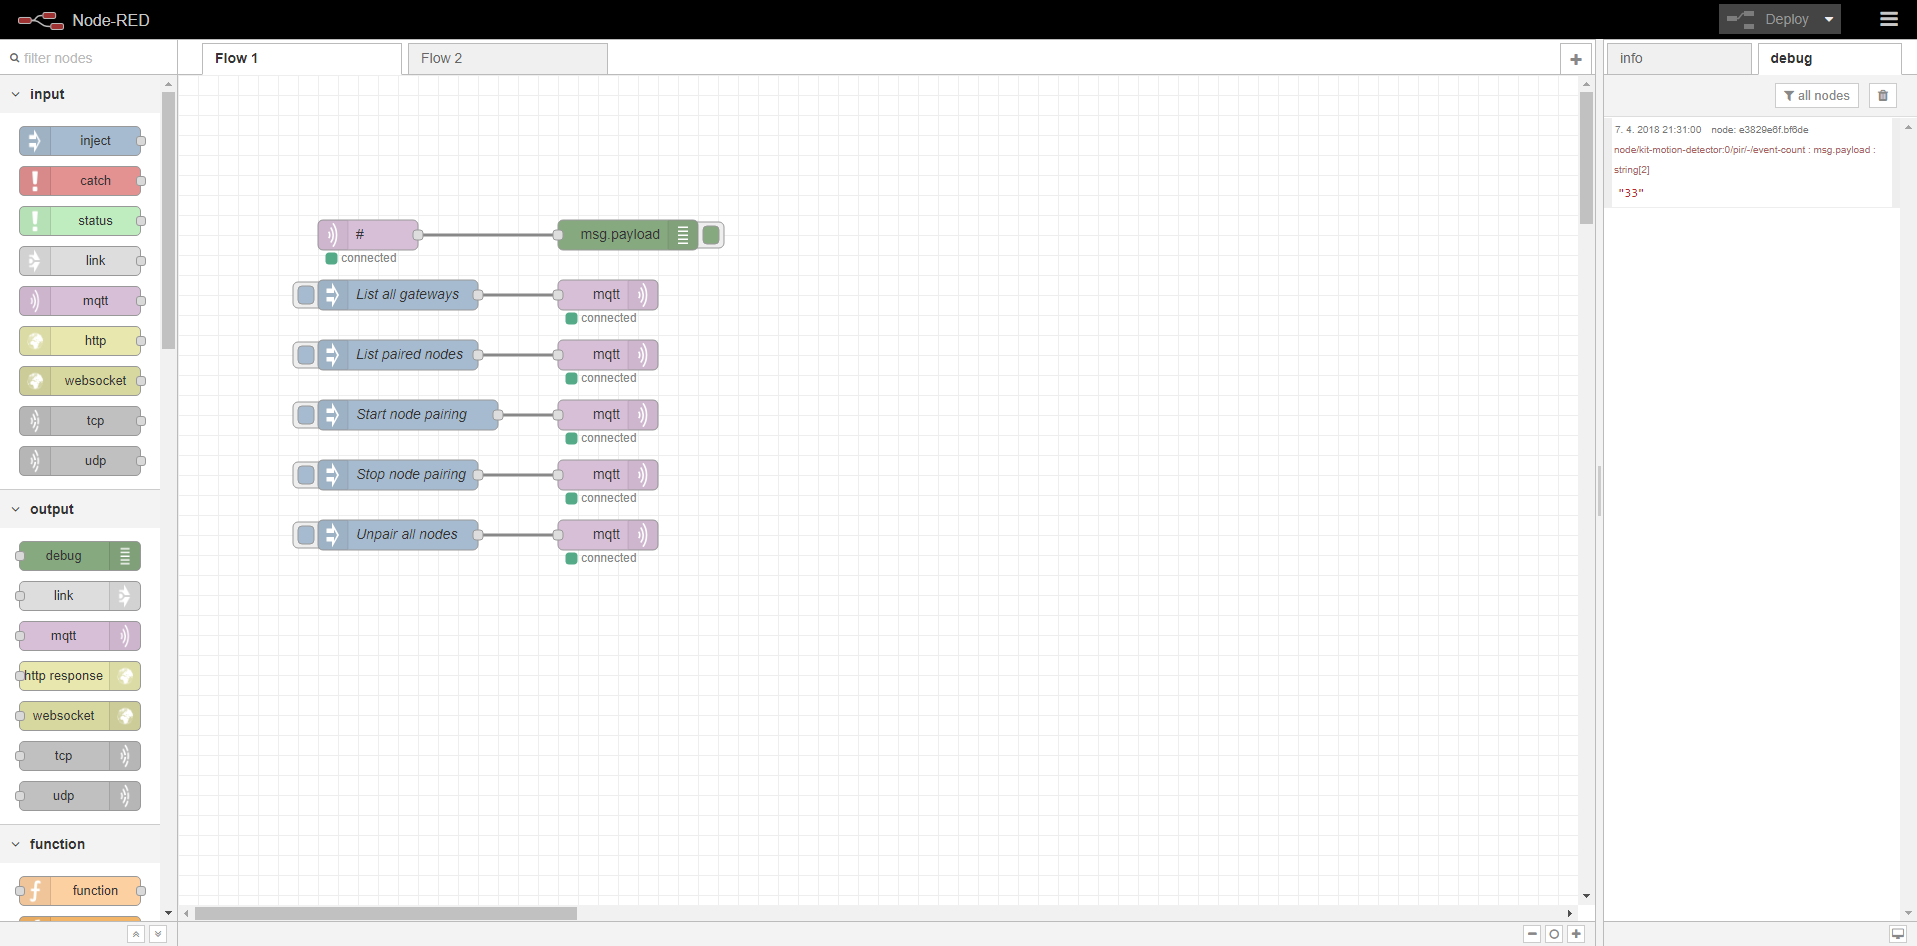 Node-RED
Deploy
filter nodes
Flow 1
Flow 2
info
debug
all nodes
input
inject
catch
status
link
mqtt
http
websocket
tcp
udp
output
debug
link
mqtt
http response
websocket
tcp
udp
function
function
#
connected
msg.payload
List all gateways
mqtt
connected
List paired nodes
mqtt
connected
Start node pairing
mqtt
connected
Stop node pairing
mqtt
connected
Unpair all nodes
mqtt
connected
7. 4. 2018 21:31:00 node: e3829e6f.bf6de
node/kit-motion-detector:0/pir/-/event-count : msg.payload :
string[2]
"33"